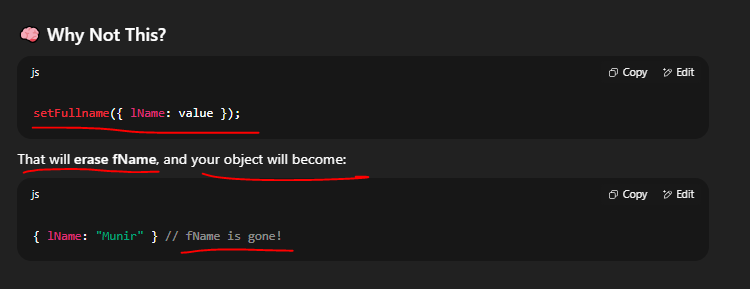 🧠 Why Not This?
js Copy Edit
setFullname({ lName: value });
That will erase fName, and your object will become:
js Copy Edit
{ lName: "Munir" } // fName is gone!